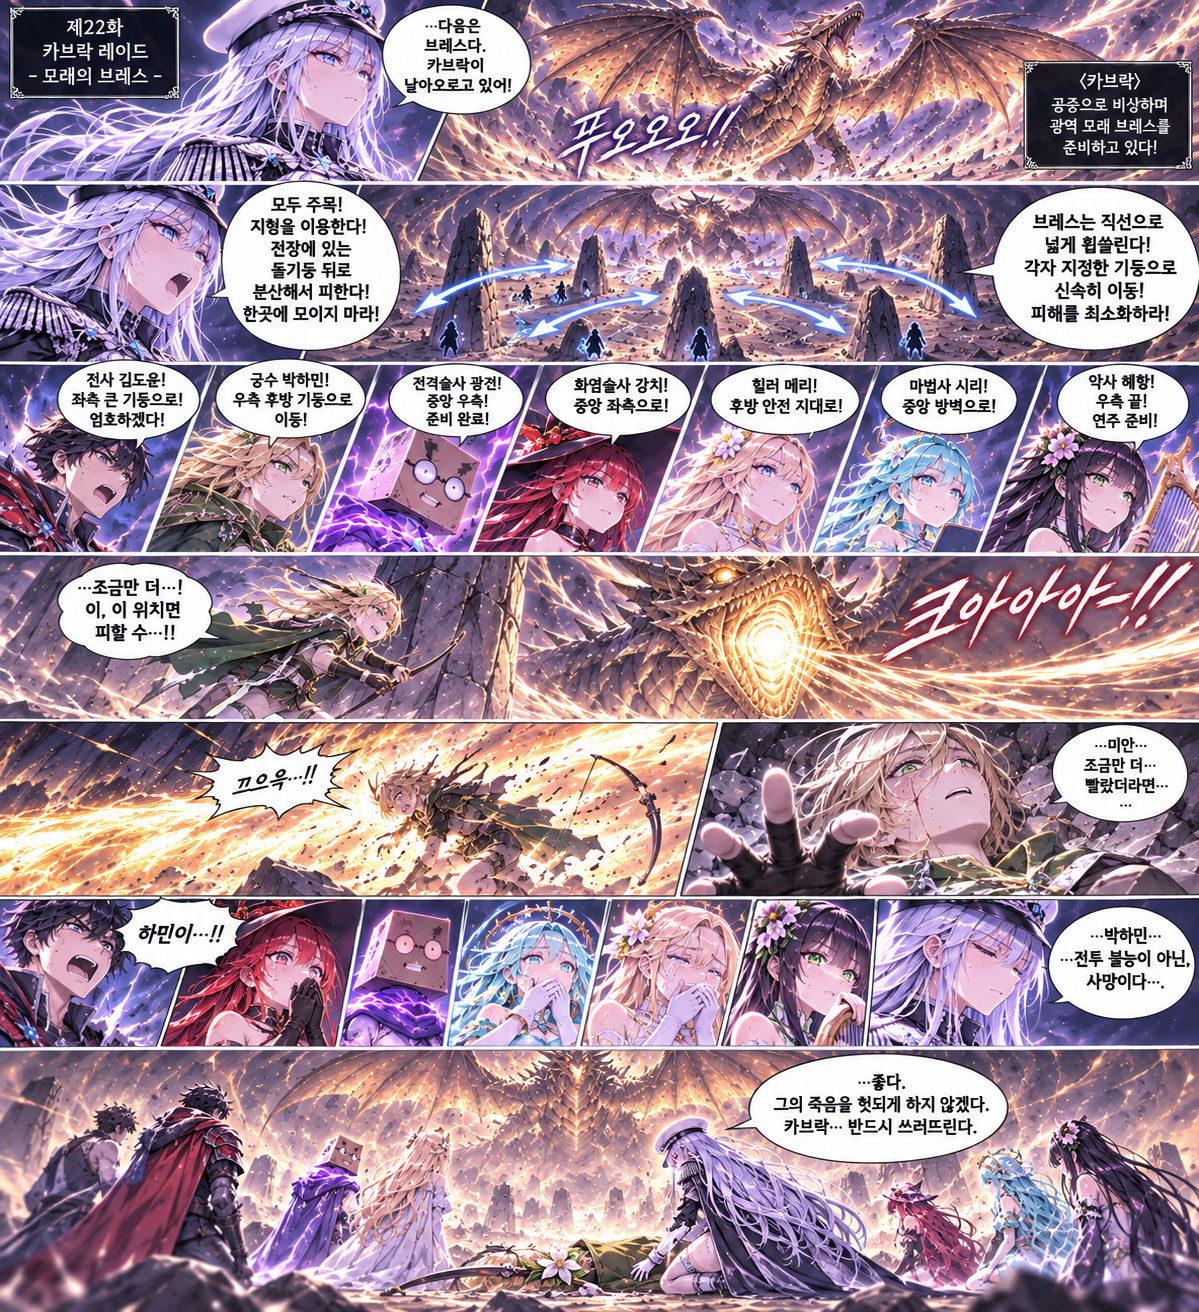 제22화
카브락 레이드
- 모래의 브레스 -
…다음은
브레스다.
카브락이
날아오르고 있어!
푸오오오!!
〈카브락〉
공중으로 비상하며
광역 모래 브레스를
준비하고 있다!
모두 주목!
지형을 이용한다!
전장에 있는
돌기둥 뒤로
분산해서 피한다!
한곳에 모이지 마라!
브레스는 직선으로
넓게 휩쓸린다!
각자 지정한 기둥으로
신속히 이동!
피해를 최소화하라!
전사 김도윤!
좌측 큰 기둥으로!
엄호하겠다!
궁수 박하민!
우측 후방 기둥으로
이동!
전격술사 광전!
중앙 우측!
준비 완료!
화염술사 강치!
중앙 좌측으로!
힐러 메리!
후방 안전 지대로!
마법사 시리!
중앙 방벽으로!
악사 헤항!
우측 끝!
연주 준비!
…조금만 더…!
이, 이 위치면
피할 수…!!
크아아아-!!
끄으윽…!!
…미안…
조금만 더…
빨랐더라면…
…
하민이…!!
…박하민…
…전투 불능이 아닌,
사망이다….
…좋다.
그의 죽음을 헛되게 하지 않겠다.
카브락… 반드시 쓰러뜨린다.